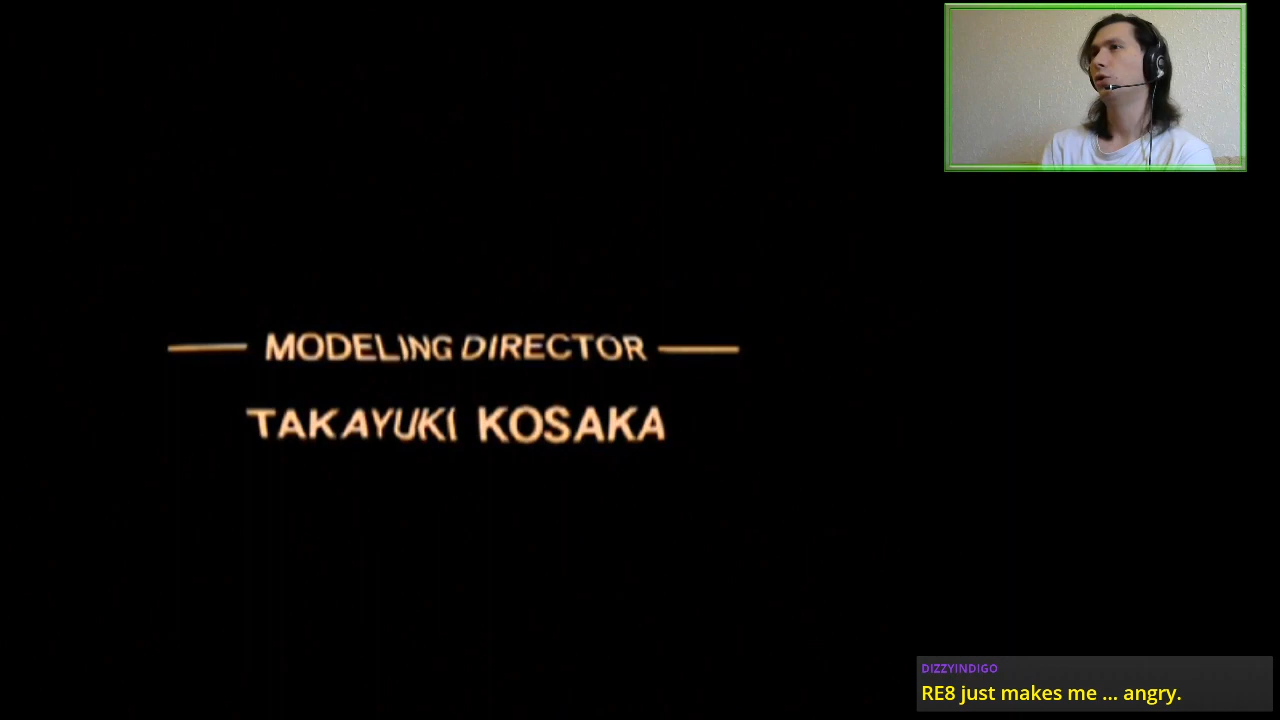 MODELING DIRECTOR
TAKAYUKI KOSAKA
DIZZYINDIGO
RE8 just makes me ... angry.